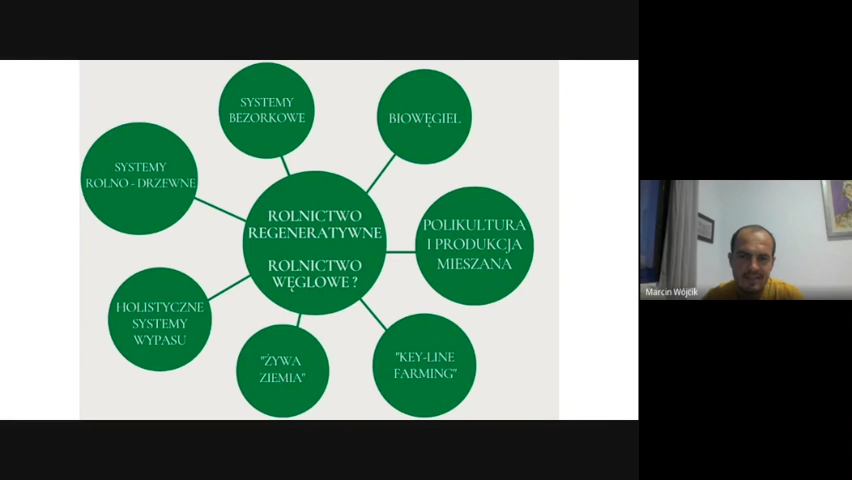 SYSTEMY
BEZORKOWE
BIOWĘGIEL
SYSTEMY
ROLNO - DRZEWNE
ROLNICTWO
REGENERATYWNE
ROLNICTWO
WĘGLOWE ?
POLIKULTURA
I PRODUKCJA
MIESZANA
HOLISTYCZNE
SYSTEMY
WYPASU
"ŻYWA
ZIEMIA"
"KEY-LINE
FARMING"
Marcin Wójcik